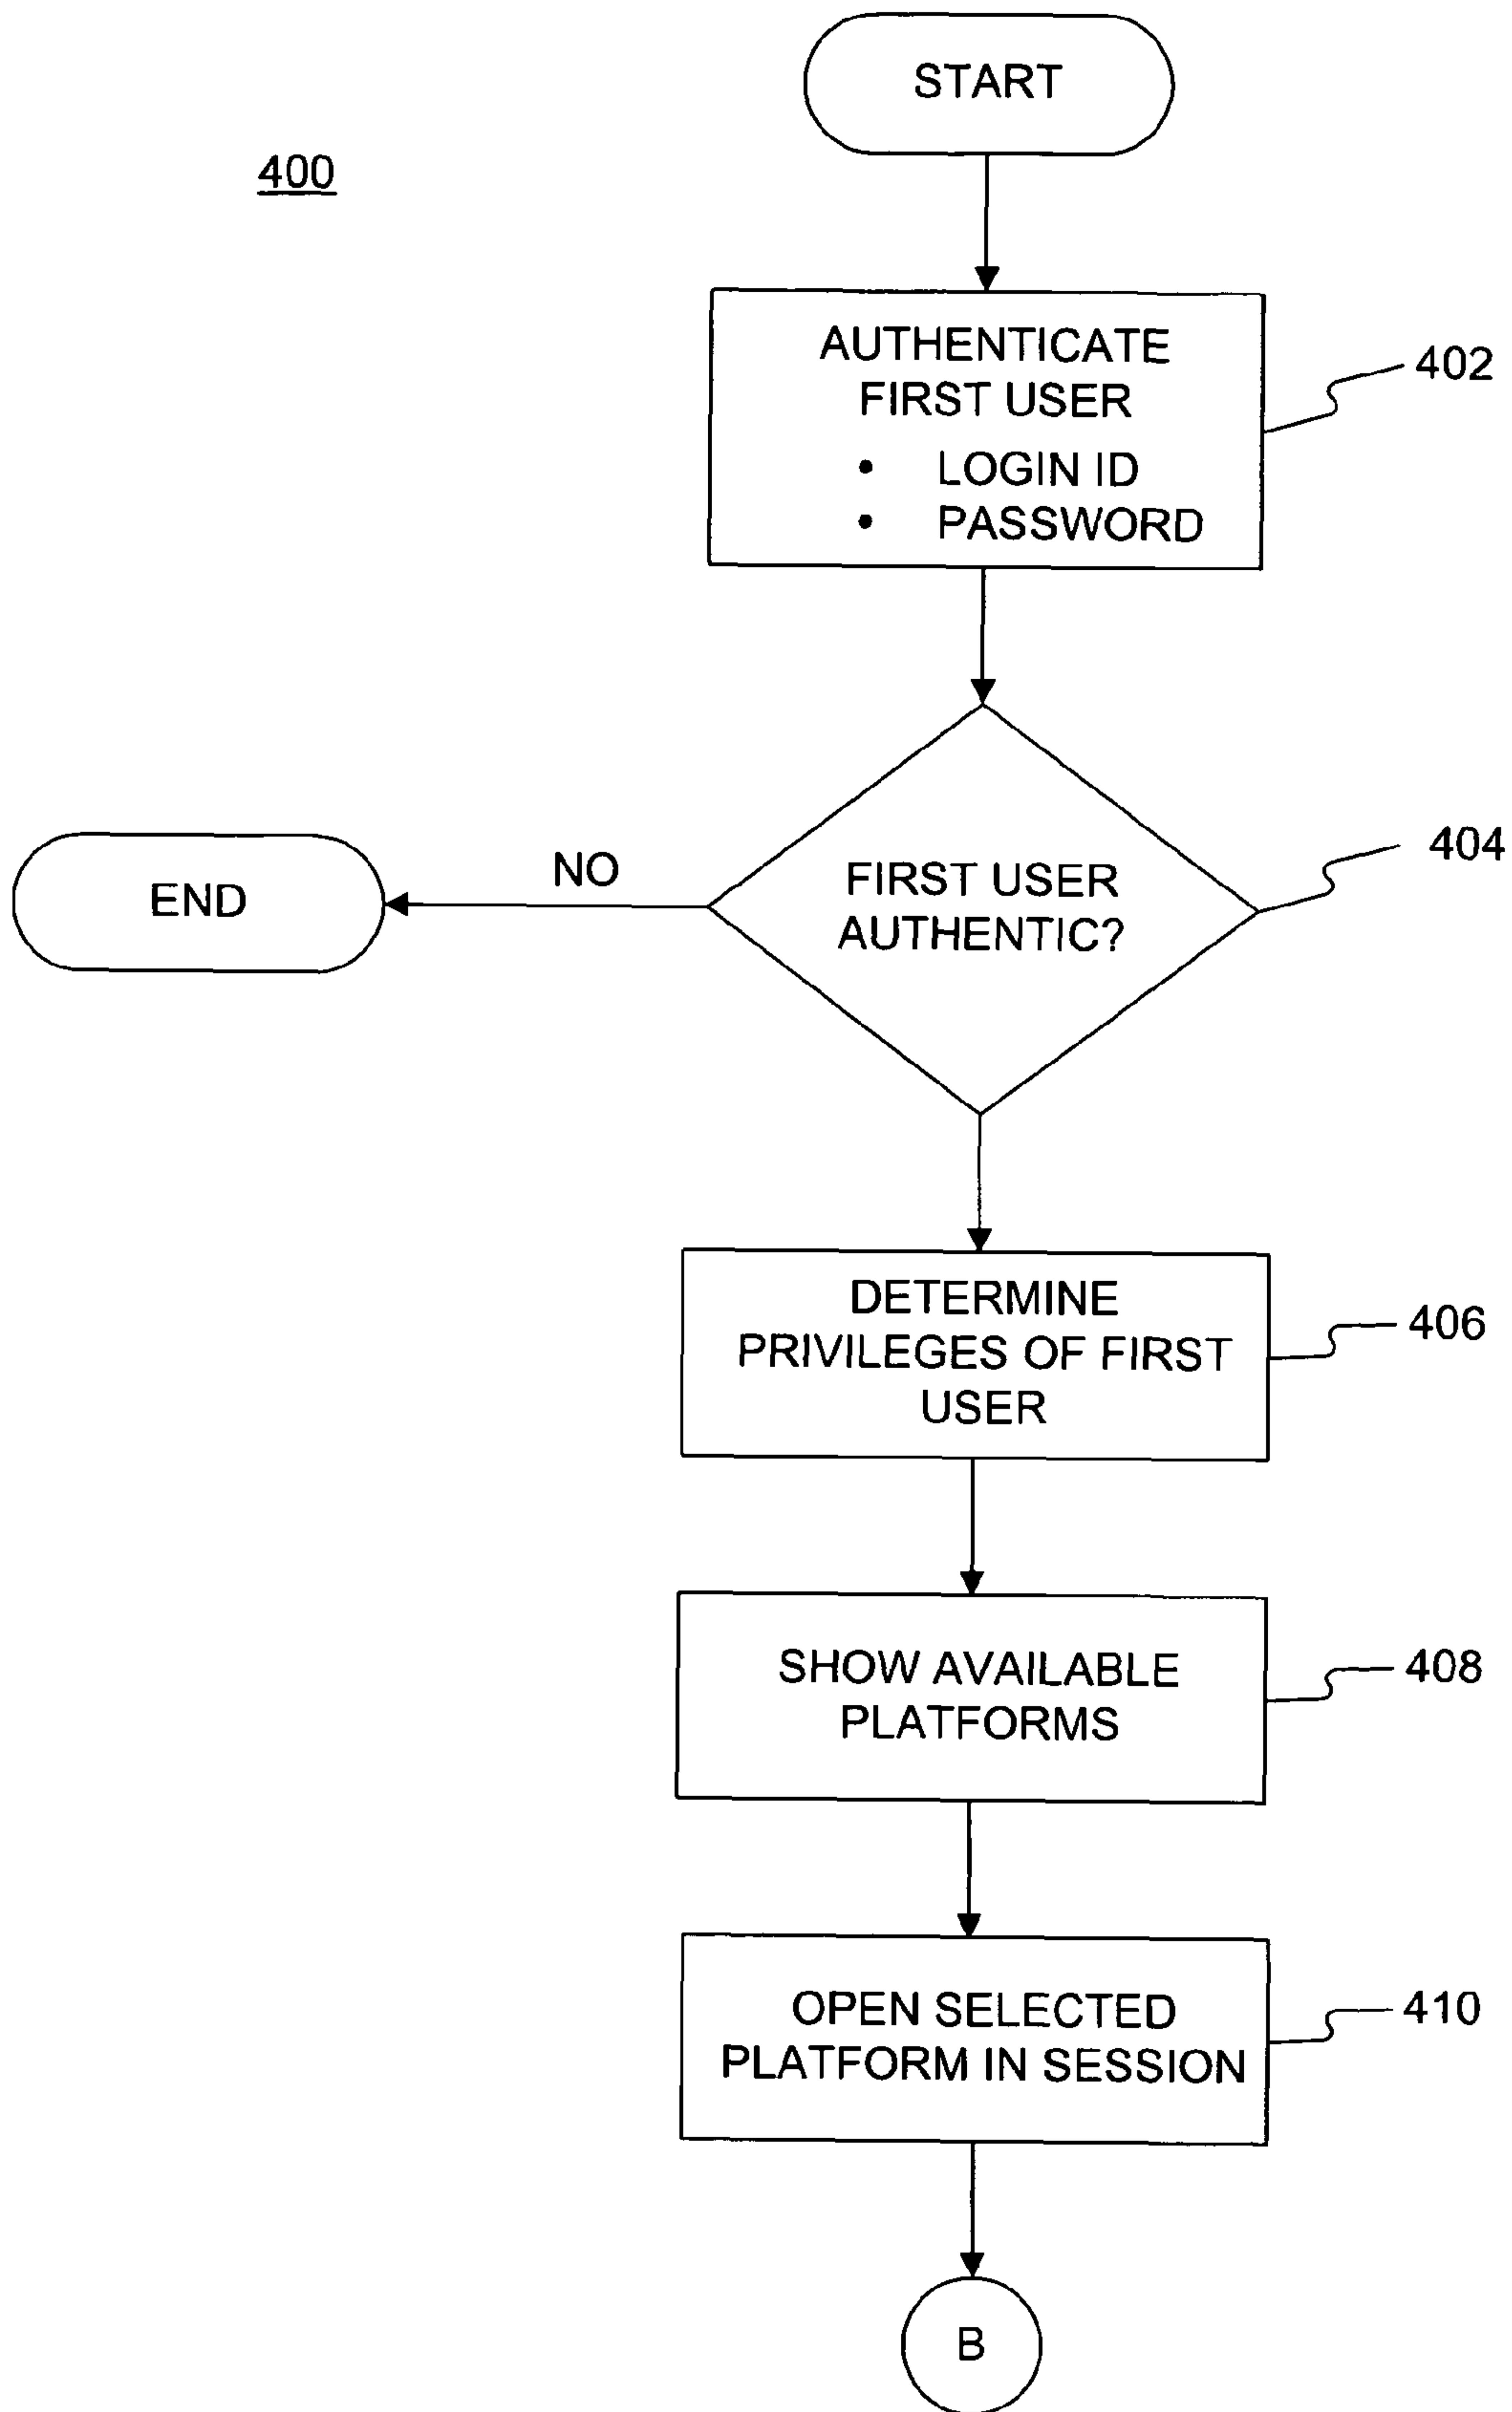 START
400
AUTHENTICATE
FIRST USER
• LOGIN ID
• PASSWORD
402
FIRST USER
AUTHENTIC?
404
NO
END
DETERMINE
PRIVILEGES OF FIRST
USER
406
SHOW AVAILABLE
PLATFORMS
408
OPEN SELECTED
PLATFORM IN SESSION
410
B